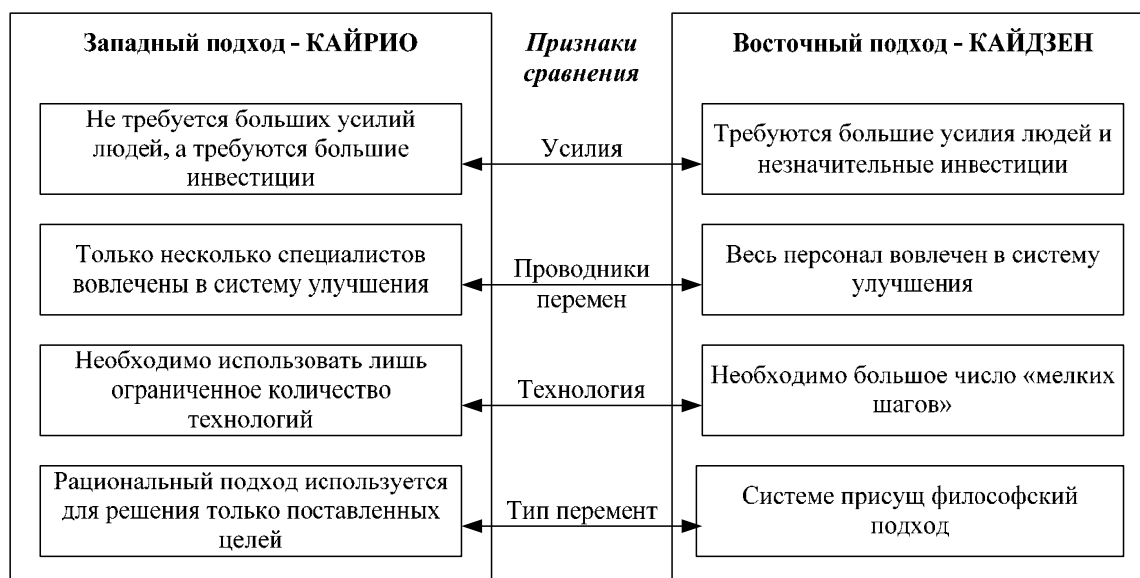 Западный подход - КАЙРИО
Признаки
сравнения
Восточный подход - КАЙДЗЕН
Не требуется больших усилий
людей, а требуются большие
инвестиции
Усилия
Требуются большие усилия людей и
незначительные инвестиции
Только несколько специалистов
вовлечены в систему улучшения
Проводники
перемен
Весь персонал вовлечен в систему
улучшения
Необходимо использовать лишь
ограниченное количество
технологий
Технология
Необходимо большое число «мелких
шагов»
Рациональный подход используется
для решения только поставленных
целей
Тип перемент
Системе присущ философский
подход